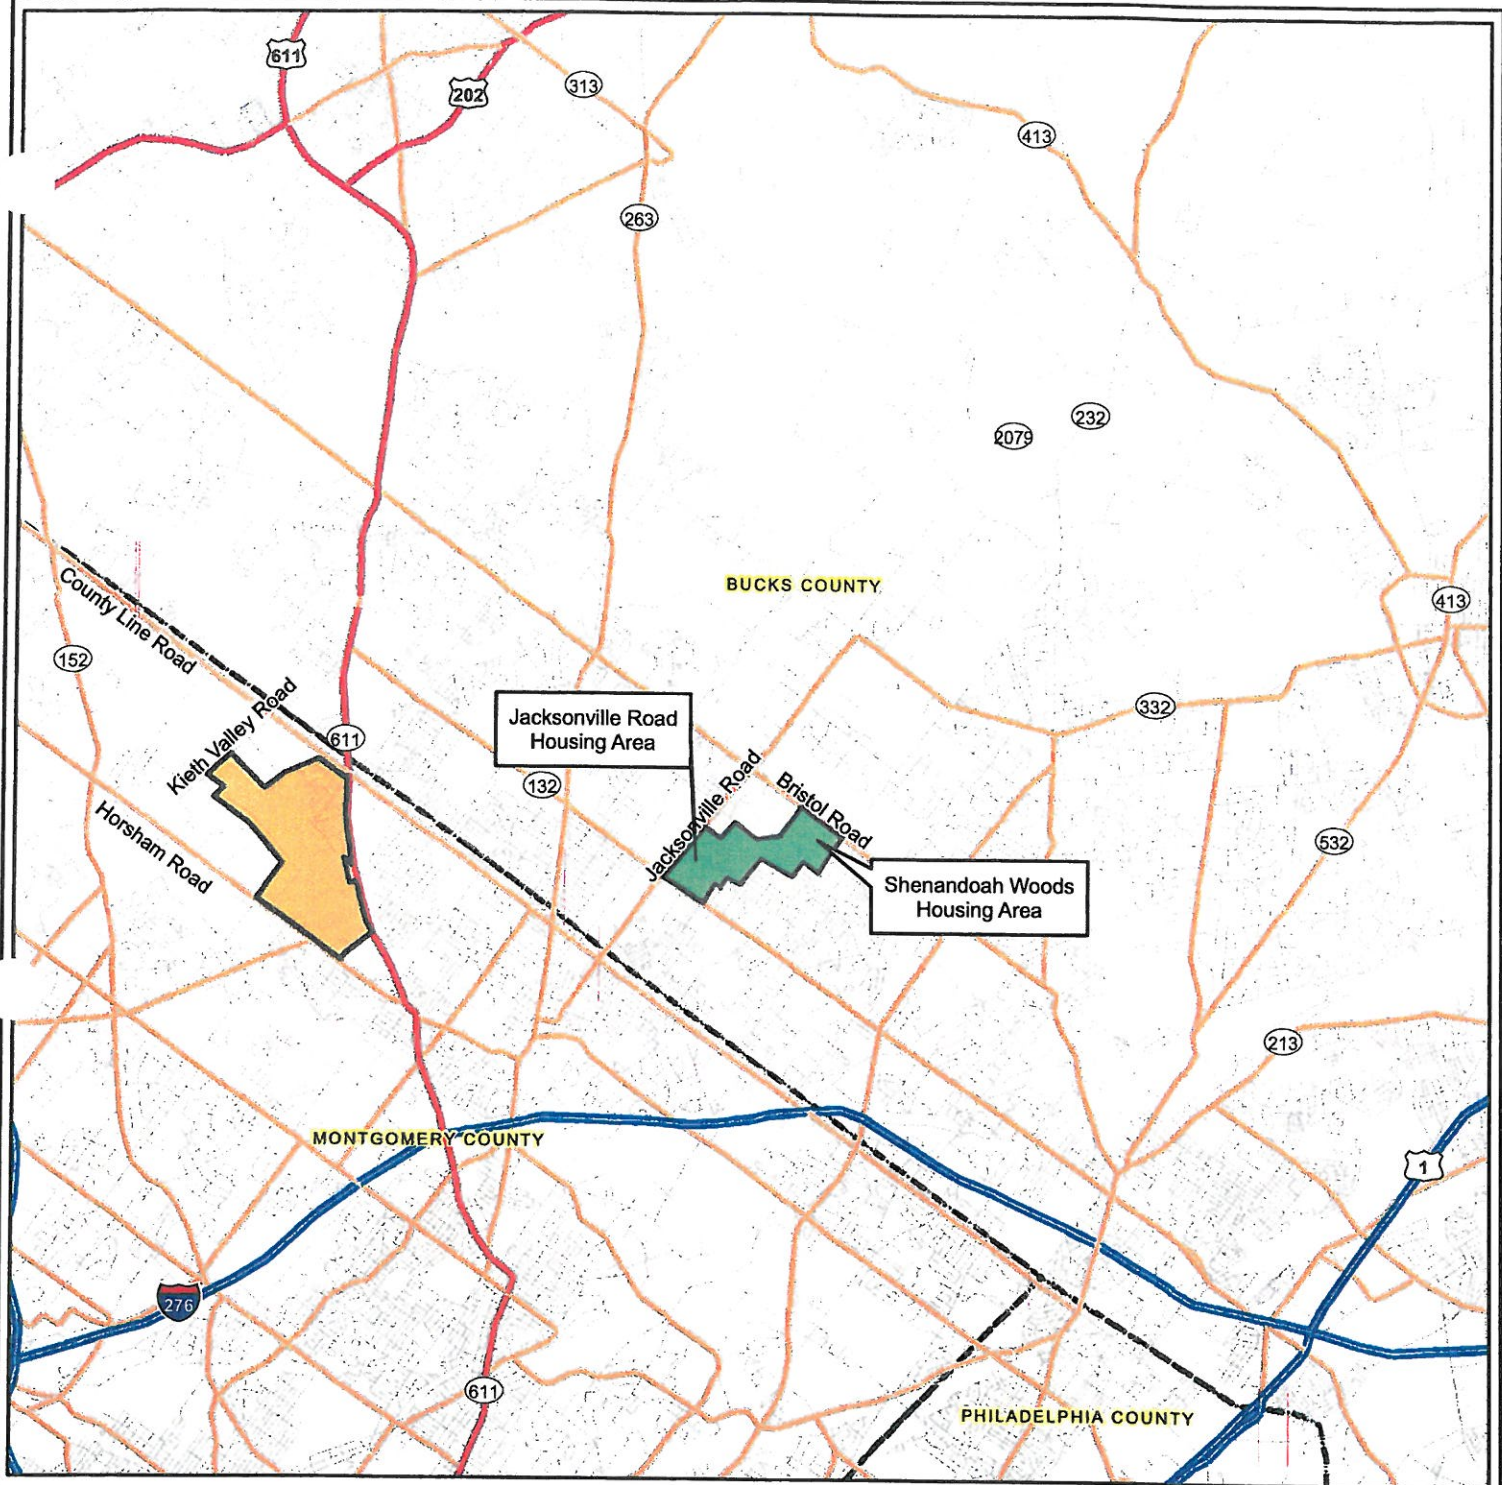 611
202
313
413
263
2079
232
BUCKS COUNTY
413
County Line Road
152
Kieth Valley Road
611
332
Jacksonville Road
Housing Area
132
Jacksonville Road
Bristol Road
Horsham Road
532
Shenandoah Woods
Housing Area
213
MONTGOMERY COUNTY
1
276
611
PHILADELPHIA COUNTY